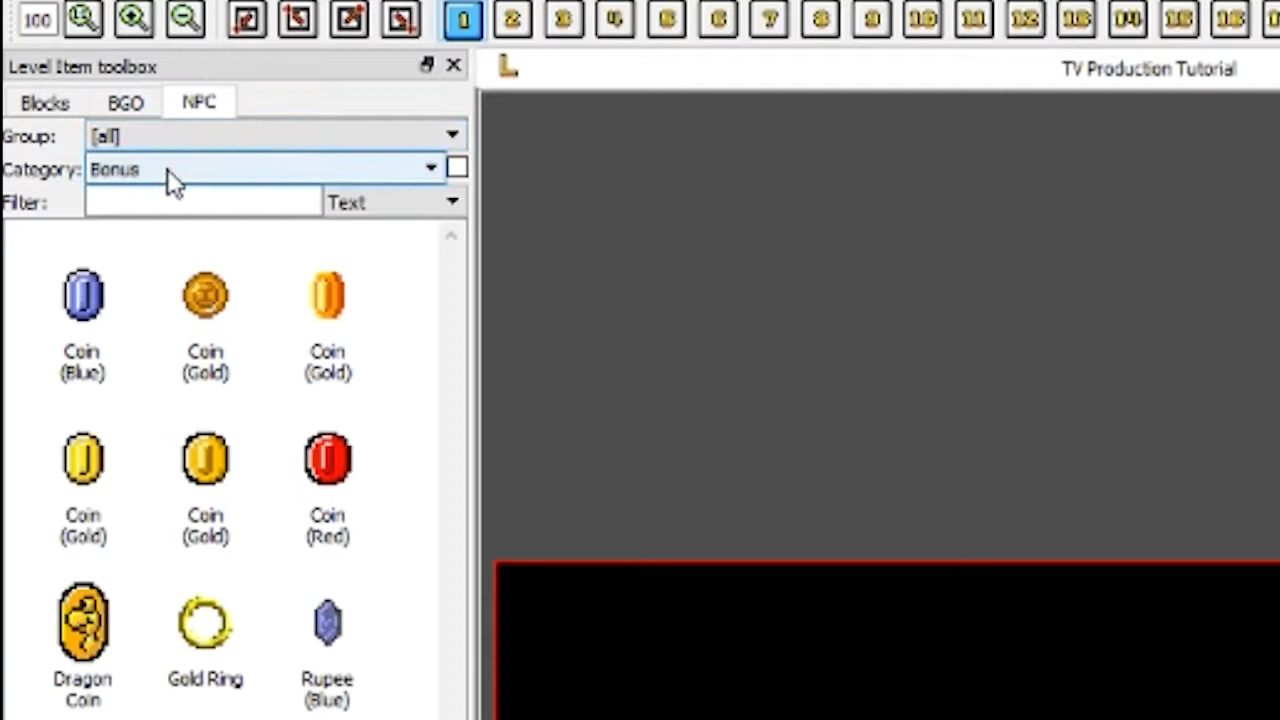 100 1:1 1 2 3 4 5 6 7 8 9 10 11 12 13 14 15 16
Level Item toolbox
TV Production Tutorial
Blocks BGO NPC
Group: [all]
Category: Bonus
Filter: Text
Coin (Blue)
Coin (Gold)
Coin (Gold)
Coin (Gold)
Coin (Gold)
Coin (Red)
Dragon Coin
Gold Ring
Rupee (Blue)